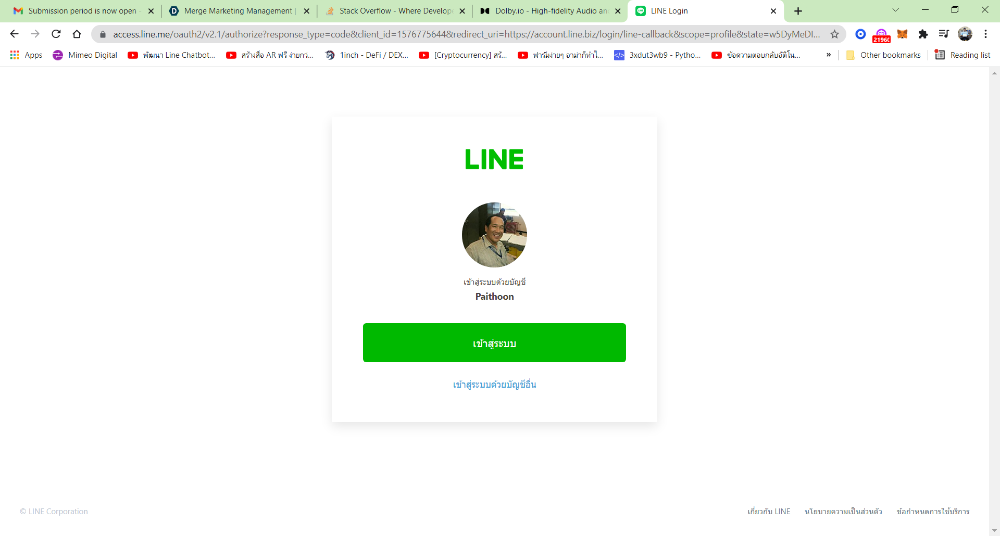 Submission period is now open -
Merge Marketing Management |
Stack Overflow - Where Develope
Dolby.io - High-fidelity Audio an
LINE Login
access.line.me/oauth2/v2.1/authorize?response_type=code&client_id=1576775644&redirect_uri=https://account.line.biz/login/line-callback&scope=profile&state=w5DyMeDI...
2196
Apps
Mimeo Digital
พัฒนา Line Chatbot...
สร้างสื่อ AR ฟรี ง่ายกว่...
1inch - DeFi / DEX...
[Cryptocurrency] สรั...
ฟาร์มง่ายๆ อาม่าก็ทำไ...
</> 3xdut3wb9 - Pytho...
ข้อความตอบกลับอัติโน...
»
Other bookmarks
Reading list
LINE
เข้าสู่ระบบด้วยบัญชี
Paithoon
เข้าสู่ระบบ
เข้าสู่ระบบด้วยบัญชีอื่น
© LINE Corporation
เกี่ยวกับ LINE
นโยบายความเป็นส่วนตัว
ข้อกำหนดการใช้บริการ